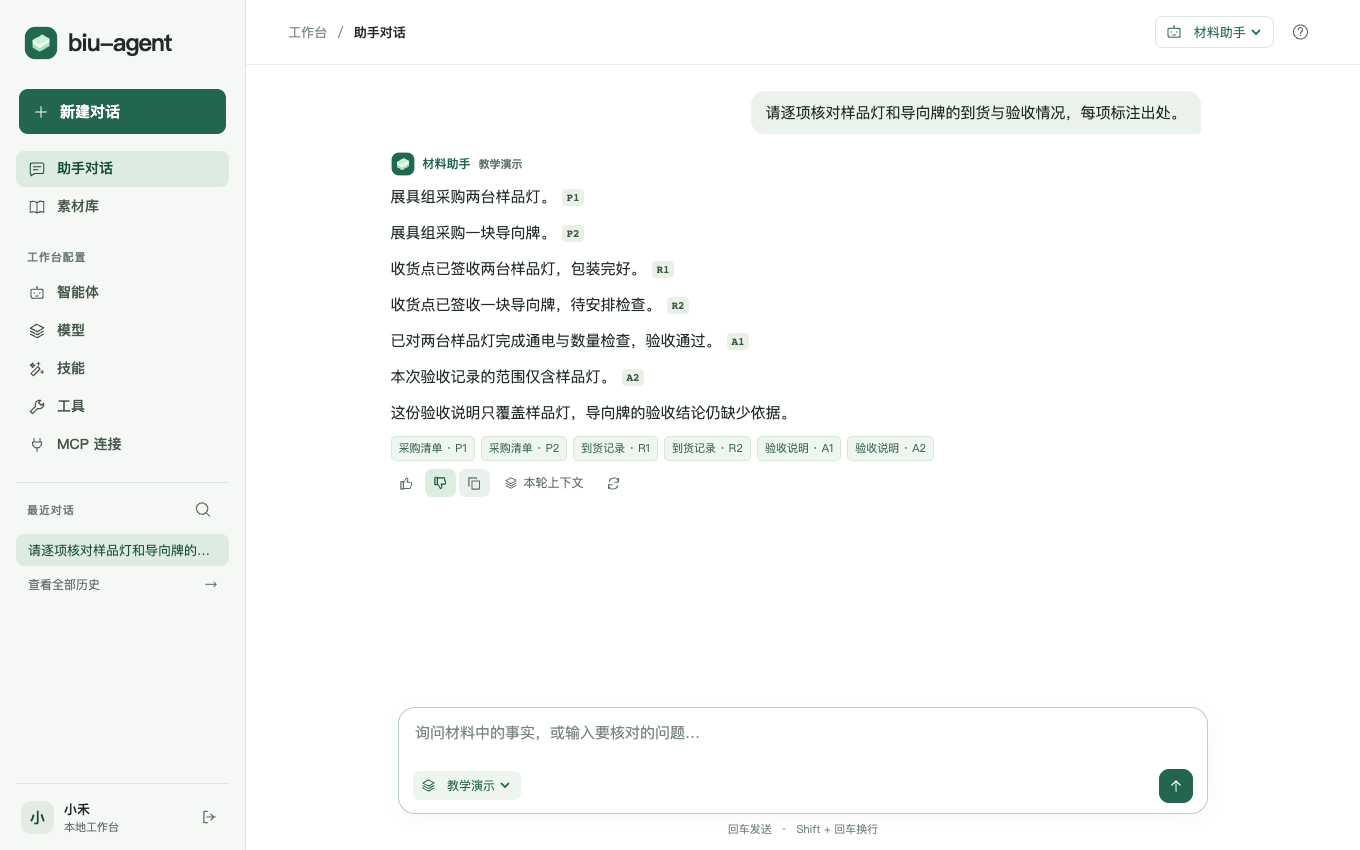 biu-agent
新建对话
助手对话
素材库
工作台配置
智能体
模型
技能
工具
MCP 连接
最近对话
请逐项核对样品灯和导向牌的…
查看全部历史
小 小禾
本地工作台
工作台 / 助手对话
材料助手
请逐项核对样品灯和导向牌的到货与验收情况，每项标注出处。
材料助手 教学演示
展具组采购两台样品灯。 P1
展具组采购一块导向牌。 P2
收货点已签收两台样品灯，包装完好。 R1
收货点已签收一块导向牌，待安排检查。 R2
已对两台样品灯完成通电与数量检查，验收通过。 A1
本次验收记录的范围仅含样品灯。 A2
这份验收说明只覆盖样品灯，导向牌的验收结论仍缺少依据。
采购清单 · P1 采购清单 · P2 到货记录 · R1 到货记录 · R2 验收说明 · A1 验收说明 · A2
本轮上下文
询问材料中的事实，或输入要核对的问题…
教学演示
回车发送 · Shift + 回车换行